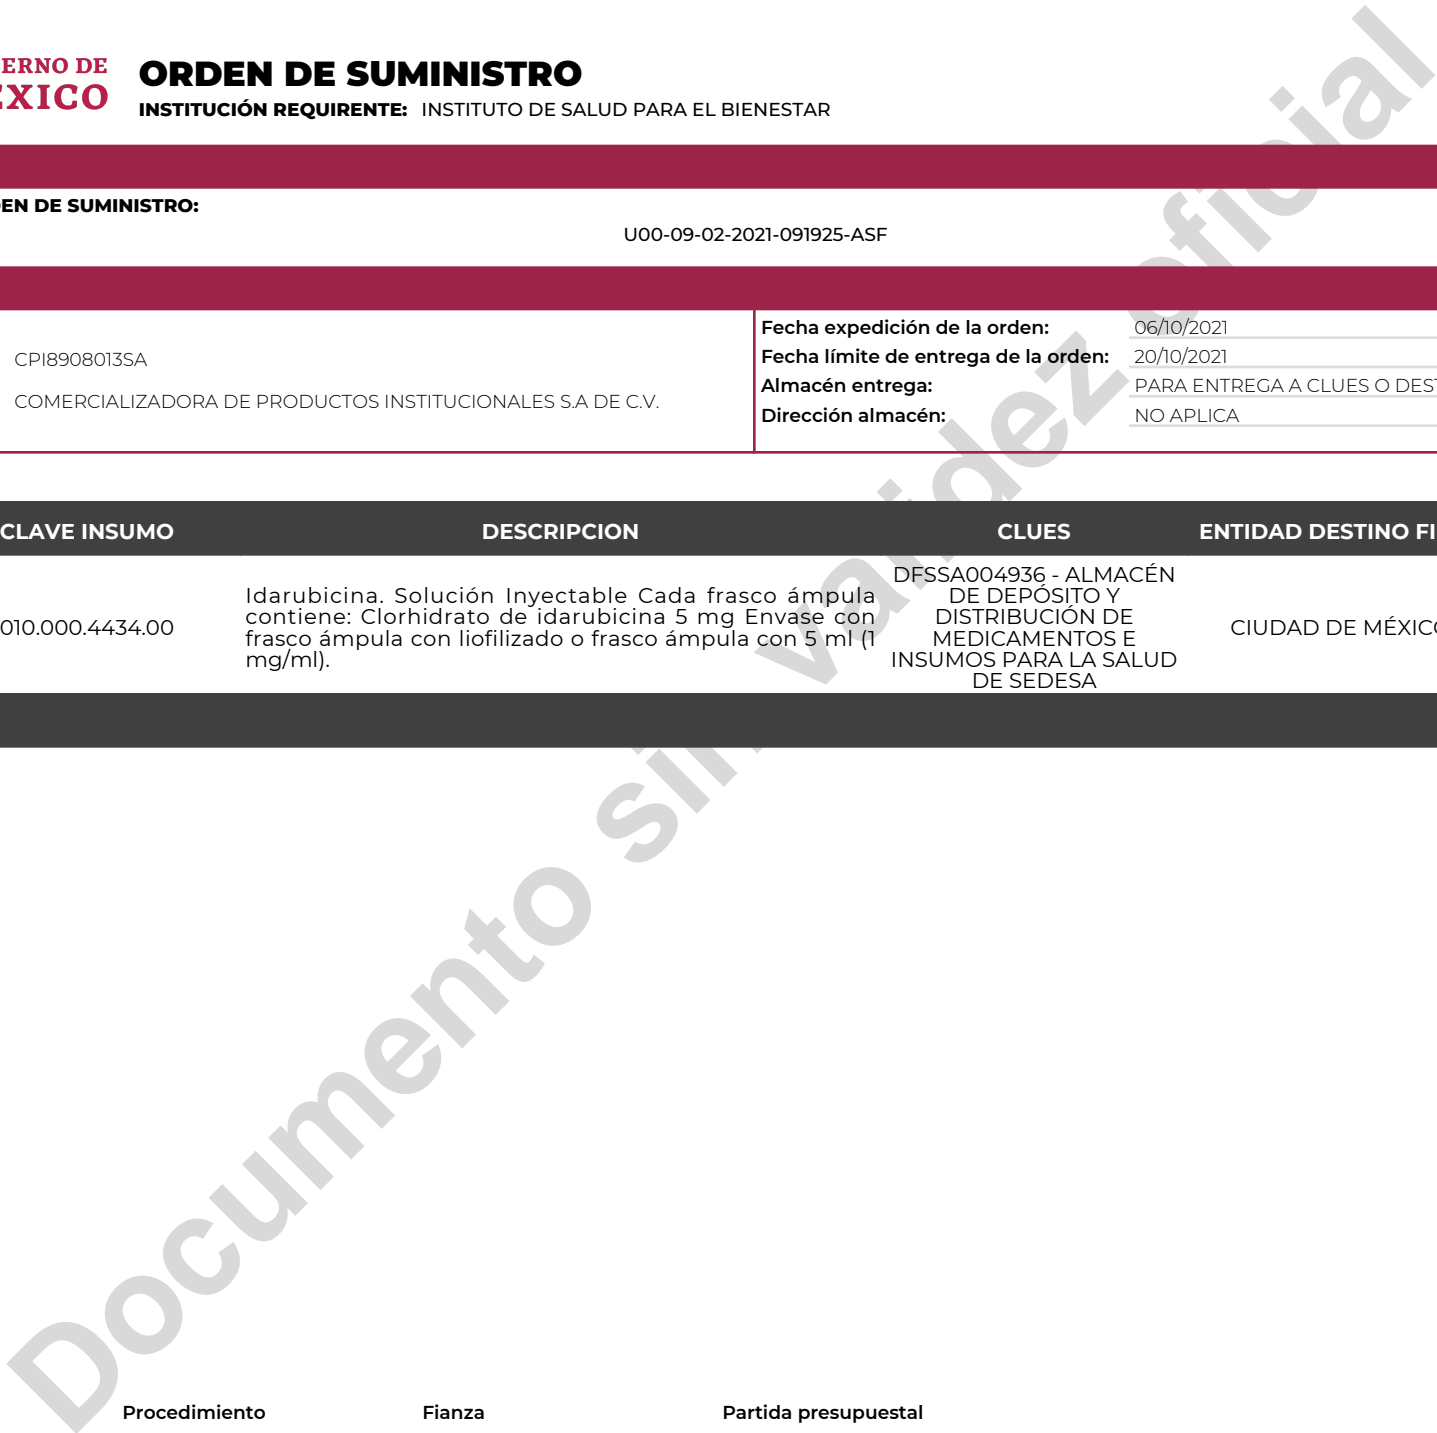 ERNO DE
ÉXICO
ORDEN DE SUMINISTRO
INSTITUCIÓN REQUIRENTE: INSTITUTO DE SALUD PARA EL BIENESTAR
EN DE SUMINISTRO:
U00-09-02-2021-091925-ASF
CPI8908013SA
COMERCIALIZADORA DE PRODUCTOS INSTITUCIONALES S.A DE C.V.
Fecha expedición de la orden: 06/10/2021
Fecha límite de entrega de la orden: 20/10/2021
Almacén entrega: PARA ENTREGA A CLUES O DEST
Dirección almacén: NO APLICA
CLAVE INSUMO DESCRIPCION CLUES ENTIDAD DESTINO FI
010.000.4434.00
Idarubicina. Solución Inyectable Cada frasco ámpula
contiene: Clorhidrato de idarubicina 5 mg Envase con
frasco ámpula con liofilizado o frasco ámpula con 5 ml (1
mg/ml).
DFSSA004936 - ALMACÉN
DE DEPÓSITO Y
DISTRIBUCIÓN DE
MEDICAMENTOS E
INSUMOS PARA LA SALUD
DE SEDESA
CIUDAD DE MÉXICO
Documento sin validez oficial
Procedimiento Fianza Partida presupuestal